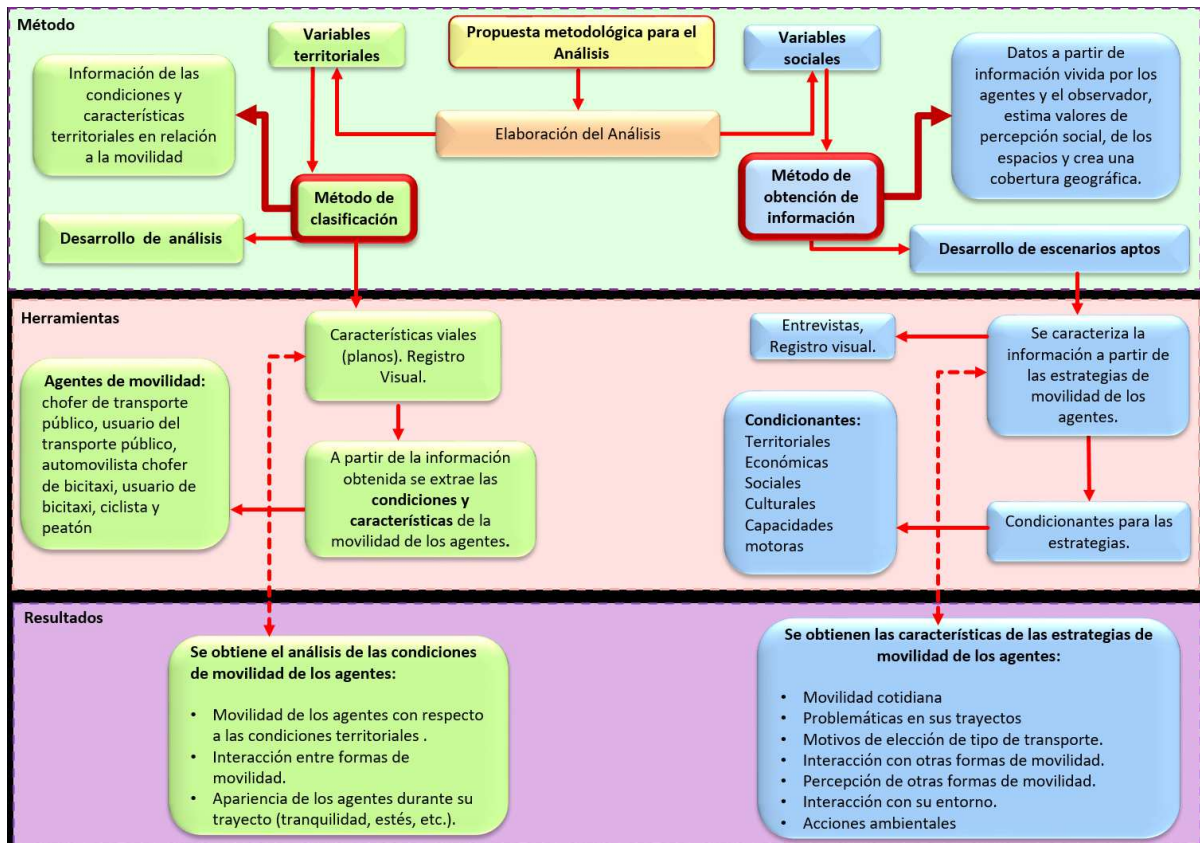 Método
Propuesta metodológica para el
Análisis
Variables
territoriales
Variables
sociales
Elaboración del Análisis
Información de las
condiciones y
características
territoriales en relación
a la movilidad
Datos a partir de
información vivida por los
agentes y el observador,
estima valores de
percepción social, de los
espacios y crea una
cobertura geográfica.
Método de
clasificación
Método de
obtención de
información
Desarrollo de análisis
Desarrollo de escenarios aptos
Herramientas
Características viales
(planos). Registro
Visual.
Agentes de movilidad:
chofer de transporte
público, usuario del
transporte público,
automovilista chofer
de bicitaxi, usuario de
bicitaxi, ciclista y
peatón
A partir de la información
obtenida se extrae las
condiciones y
características de la
movilidad de los agentes.
Entrevistas,
Registro visual.
Se caracteriza la
información a partir de
las estrategias de
movilidad de los
agentes.
Condicionantes:
Territoriales
Económicas
Sociales
Culturales
Capacidades
motoras
Condicionantes para las
estrategias.
Resultados
Se obtiene el análisis de las condiciones
de movilidad de los agentes:
• Movilidad de los agentes con respecto
a las condiciones territoriales .
• Interacción entre formas de
movilidad.
• Apariencia de los agentes durante su
trayecto (tranquilidad, estés, etc.).
Se obtienen las características de las estrategias de
movilidad de los agentes:
• Movilidad cotidiana
• Problemáticas en sus trayectos
• Motivos de elección de tipo de transporte.
• Interacción con otras formas de movilidad.
• Percepción de otras formas de movilidad.
• Interacción con su entorno.
• Acciones ambientales